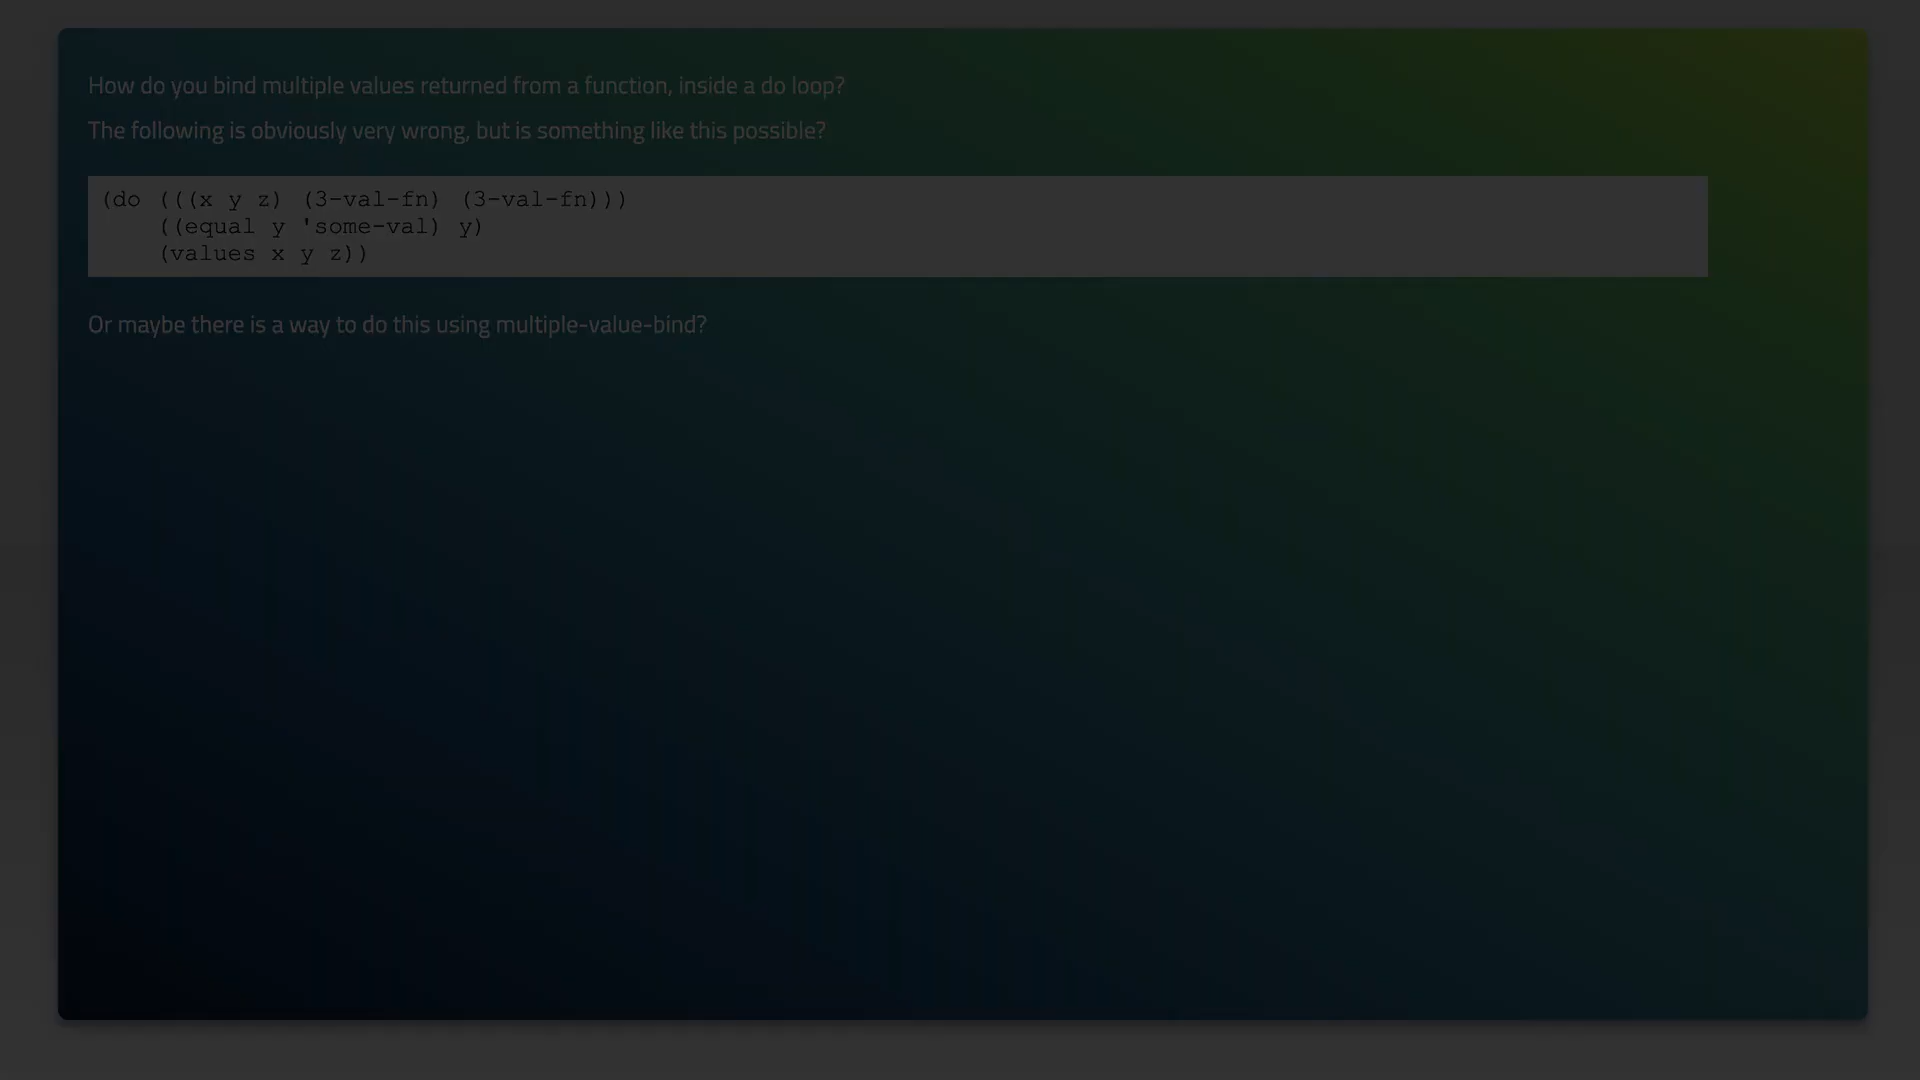 How do you bind multiple values returned from a function, inside a do loop?
The following is obviously very wrong, but is something like this possible?
(do (((x y z) (3-val-fn) (3-val-fn)))
    ((equal y 'some-val) y)
    (values x y z))
Or maybe there is a way to do this using multiple-value-bind?